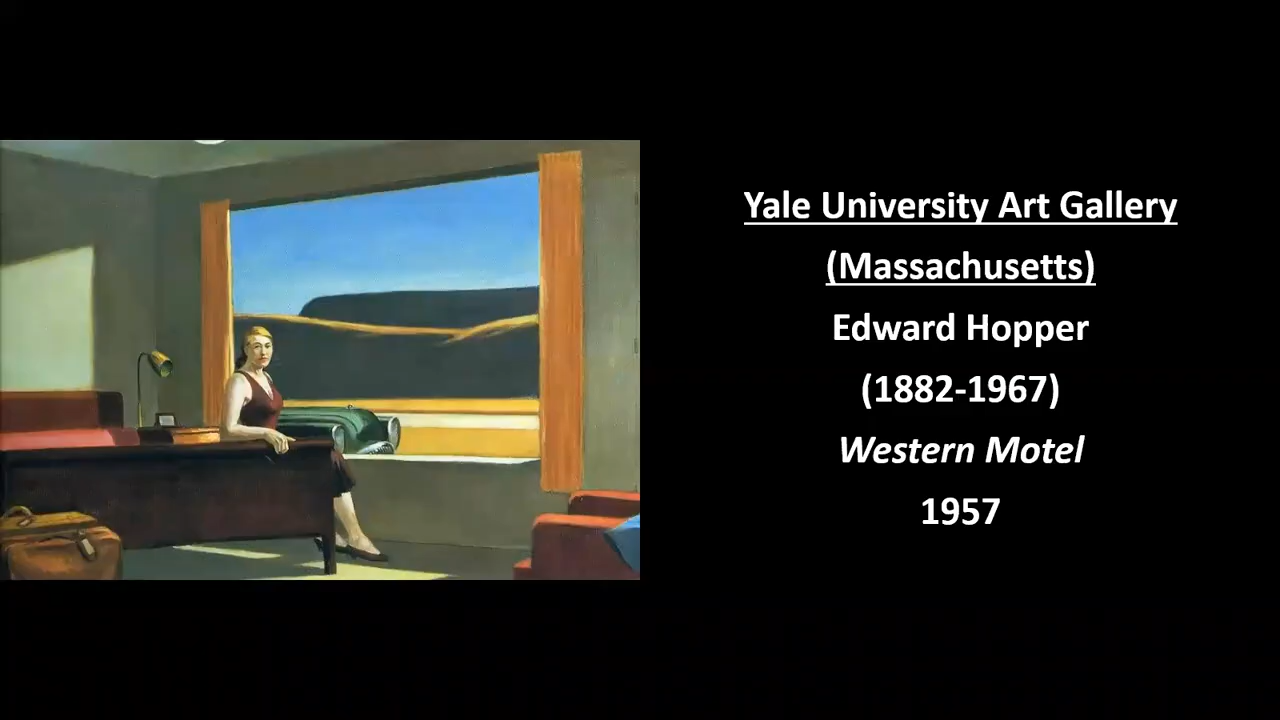 Yale University Art Gallery
(Massachusetts)
Edward Hopper
(1882-1967)
Western Motel
1957